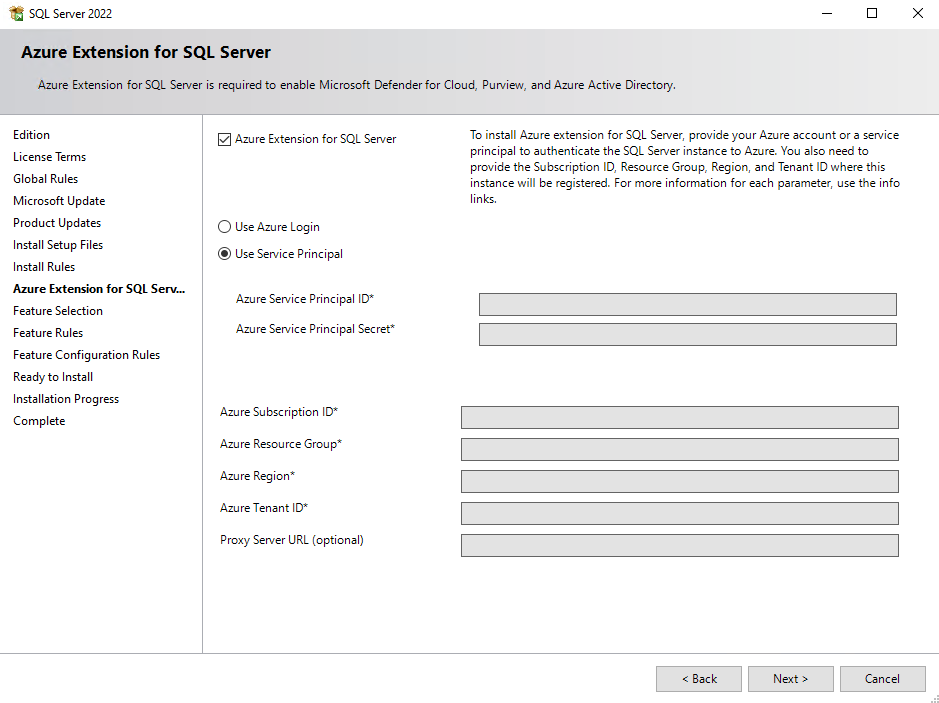 SQL Server 2022
Azure Extension for SQL Server
Azure Extension for SQL Server is required to enable Microsoft Defender for Cloud, Purview, and Azure Active Directory.
Edition
License Terms
Global Rules
Microsoft Update
Product Updates
Install Setup Files
Install Rules
Azure Extension for SQL Serv...
Feature Selection
Feature Rules
Feature Configuration Rules
Ready to Install
Installation Progress
Complete
Azure Extension for SQL Server
To install Azure extension for SQL Server, provide your Azure account or a service
principal to authenticate the SQL Server instance to Azure. You also need to
provide the Subscription ID, Resource Group, Region, and Tenant ID where this
instance will be registered. For more information for each parameter, use the info
links.
Use Azure Login
Use Service Principal
Azure Service Principal ID*
Azure Service Principal Secret*
Azure Subscription ID*
Azure Resource Group*
Azure Region*
Azure Tenant ID*
Proxy Server URL (optional)
< Back
Next >
Cancel